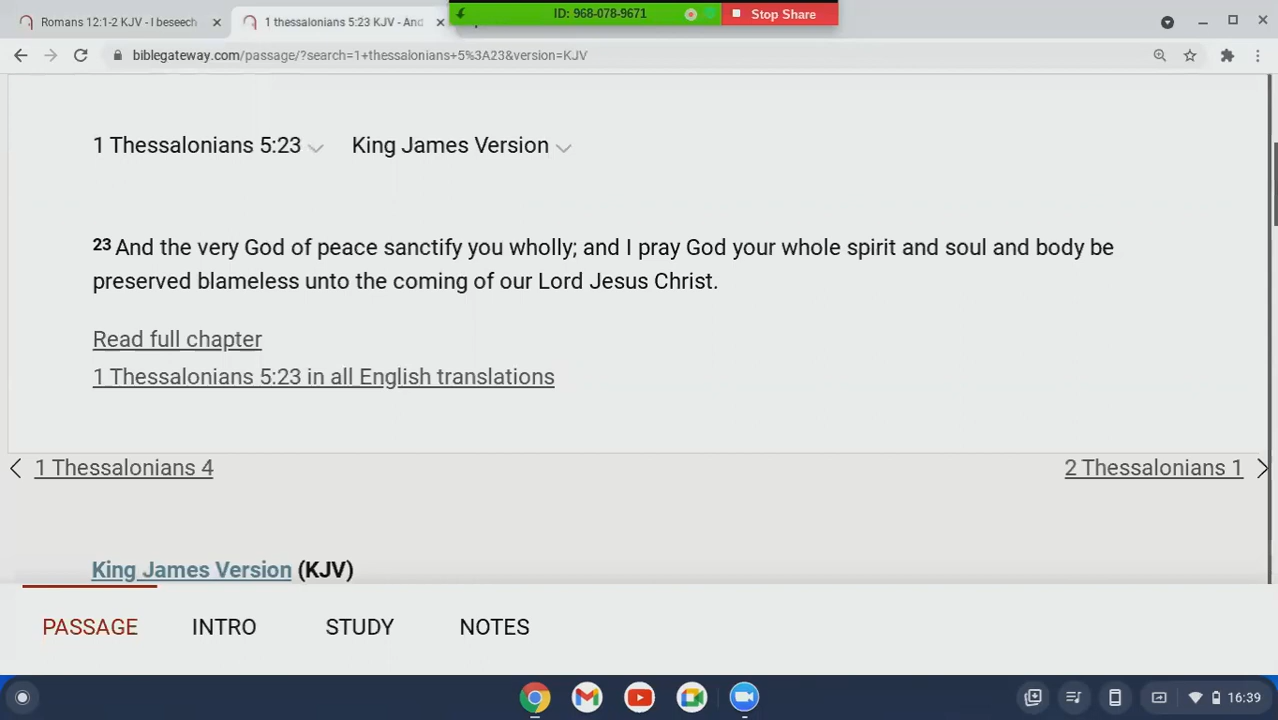 Romans 12:1-2 KJV - I beseech
1 thessalonians 5:23 KJV - And
ID: 968-078-9671
Stop Share
biblegateway.com/passage/?search=1+thessalonians+5%3A23&version=KJV
1 Thessalonians 5:23 King James Version
23 And the very God of peace sanctify you wholly; and I pray God your whole spirit and soul and body be
preserved blameless unto the coming of our Lord Jesus Christ.
Read full chapter
1 Thessalonians 5:23 in all English translations
1 Thessalonians 4
2 Thessalonians 1
King James Version (KJV)
PASSAGE INTRO STUDY NOTES
16:39